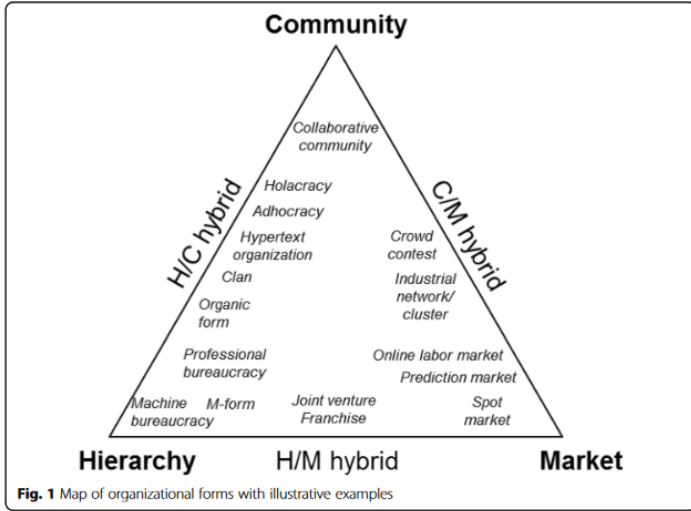 Community
Collaborative
community
H/C hybrid
C/M hybrid
Holacracy
Adhocracy
Hypertext
organization
Crowd
contest
Clan
Industrial
network/
cluster
Organic
form
Professional
bureaucracy
Online labor market
Prediction market
Machine
bureaucracy
M-form
Joint venture
Franchise
Spot
market
Hierarchy
H/M hybrid
Market
Fig. 1 Map of organizational forms with illustrative examples